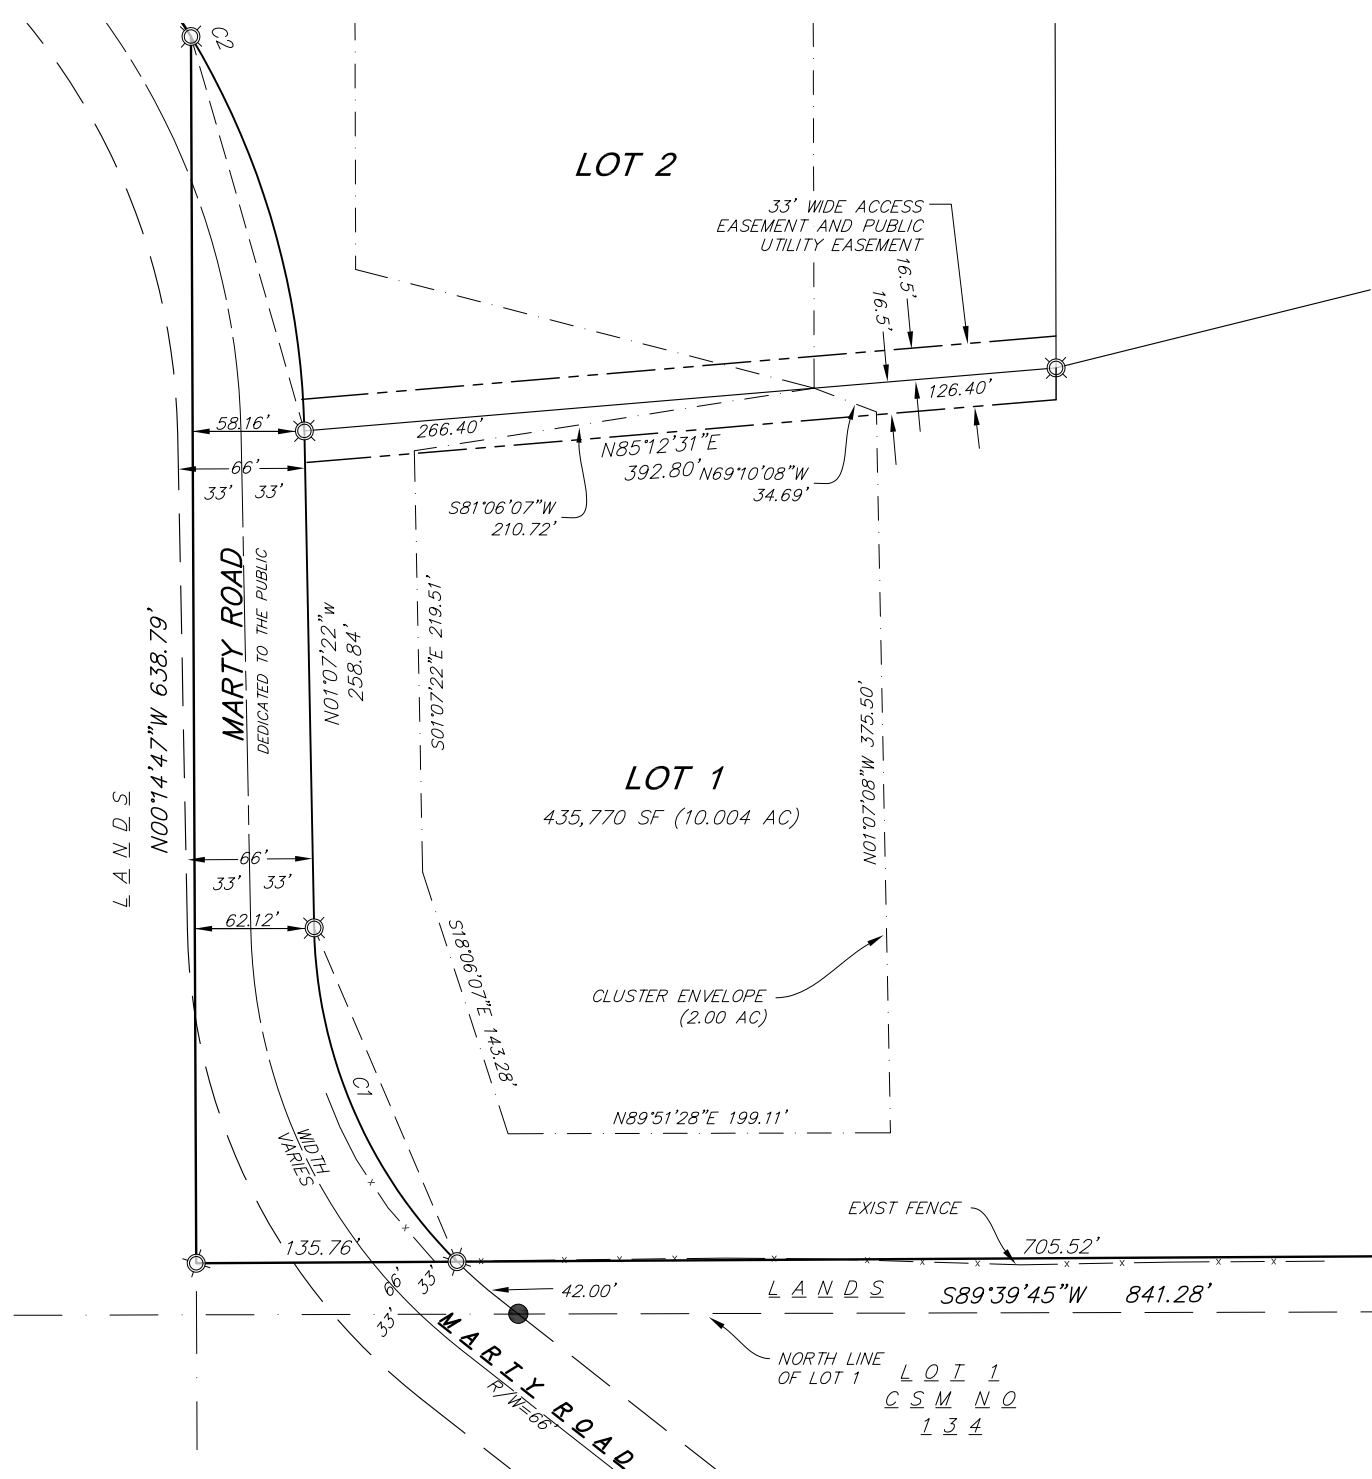 C2
LOT 2
33' WIDE ACCESS
EASEMENT AND PUBLIC
UTILITY EASEMENT
16.5'
16.5'
126.40'
58.16'
266.40'
N85°12'31"E
392.80'
N69°10'08"W
34.69'
66'
33' 33'
S81°06'07"W
210.72'
MARTY ROAD
DEDICATED TO THE PUBLIC
N01°07'22"W
258.84'
S01°07'22"E 219.51'
N00°14'47"W 638.79'
LANDS
LOT 1
435,770 SF (10.004 AC)
N01°07'08"W 375.50'
66'
33' 33'
62.12'
S18°06'07"E 143.28'
CLUSTER ENVELOPE
(2.00 AC)
C1
N89°51'28"E 199.11'
WIDTH
VARIES
EXIST FENCE
135.76'
705.52'
66'
33'
33'
42.00'
LANDS
S89°39'45"W 841.28'
MARTY ROAD
R/W=66'
NORTH LINE
OF LOT 1
LOT 1
CSM NO
134